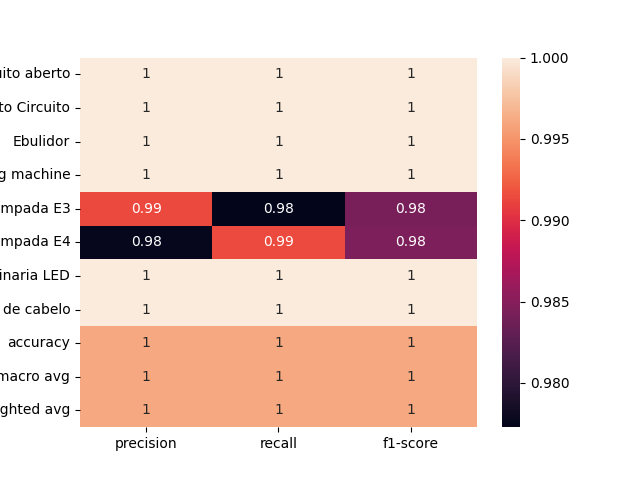 uito aberto 1 1 1
to Circuito 1 1 1
Ebulidor 1 1 1
g machine 1 1 1
mpada E3 0.99 0.98 0.98
mpada E4 0.98 0.99 0.98
inaria LED 1 1 1
de cabelo 1 1 1
accuracy 1 1 1
macro avg 1 1 1
ghted avg 1 1 1
precision recall f1-score
1.000
0.995
0.990
0.985
0.980